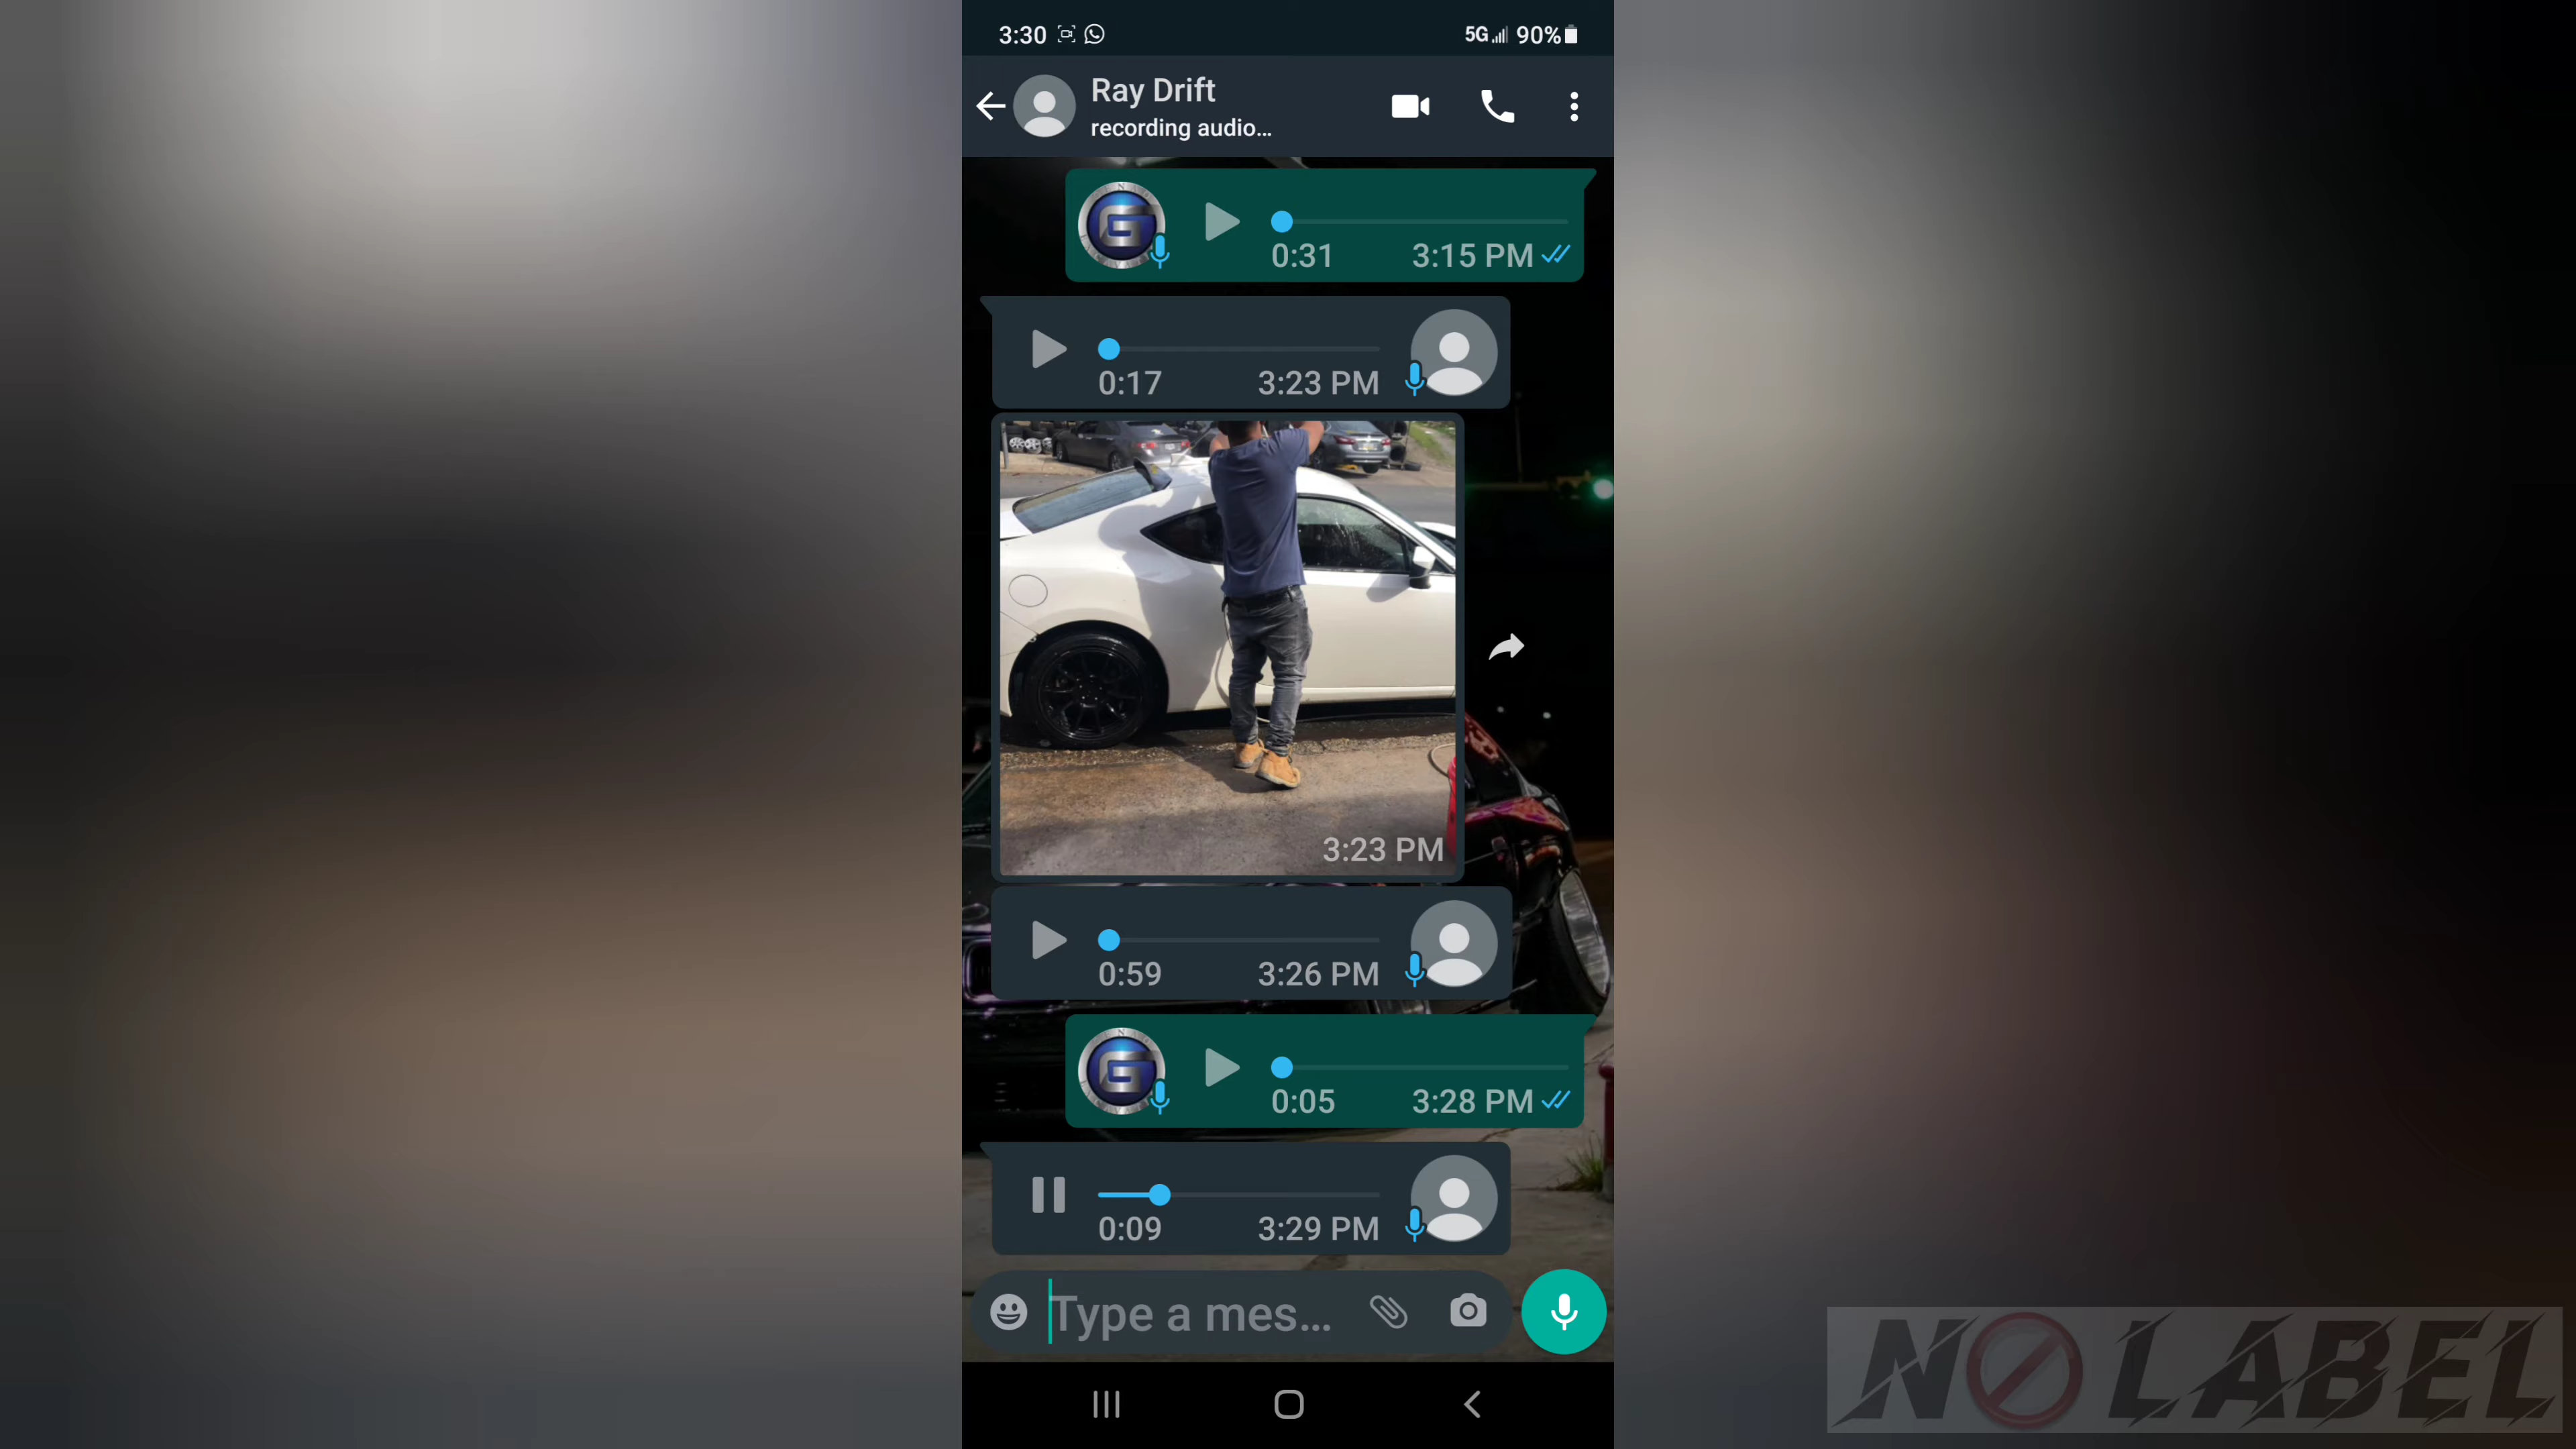 3:30 5G 90%
Ray Drift
recording audio...
G
0:31 3:15 PM
0:17 3:23 PM
3:23 PM
0:59 3:26 PM
G
0:05 3:28 PM
0:09 3:29 PM
Type a mes...
NO LABEL